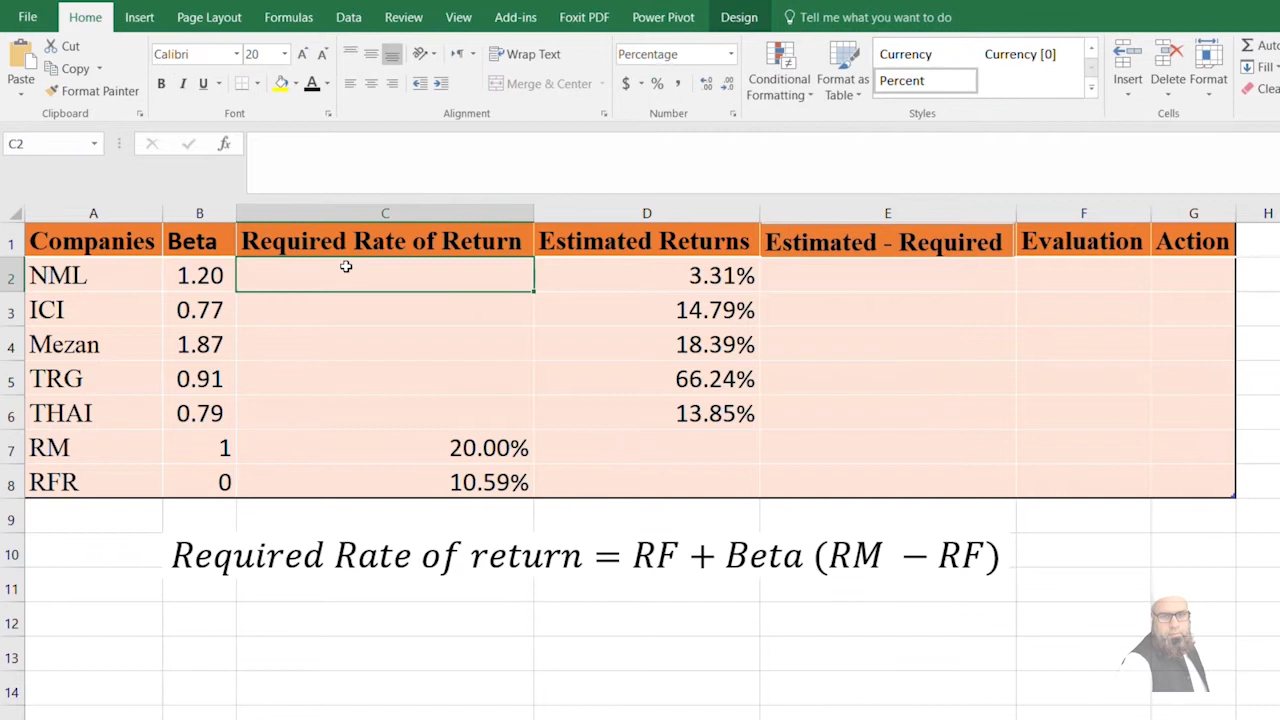 File Home Insert Page Layout Formulas Data Review View Add-ins Foxit PDF Power Pivot Design Tell me what you want to do
Cut Calibri 20 Wrap Text Percentage Currency Currency [0] Auto
Paste Copy Fill
Format Painter B I U Merge & Center $ % Conditional Formatting Format as Table Percent Insert Delete Format Clea
Clipboard Font Alignment Number Styles Cells
C2 fx
A B C D E F G H
1 Companies Beta Required Rate of Return Estimated Returns Estimated - Required Evaluation Action
2 NML 1.20 3.31%
3 ICI 0.77 14.79%
4 Mezan 1.87 18.39%
5 TRG 0.91 66.24%
6 THAI 0.79 13.85%
7 RM 1 20.00%
8 RFR 0 10.59%
9
10 Required Rate of return = RF + Beta (RM − RF)
11
12
13
14